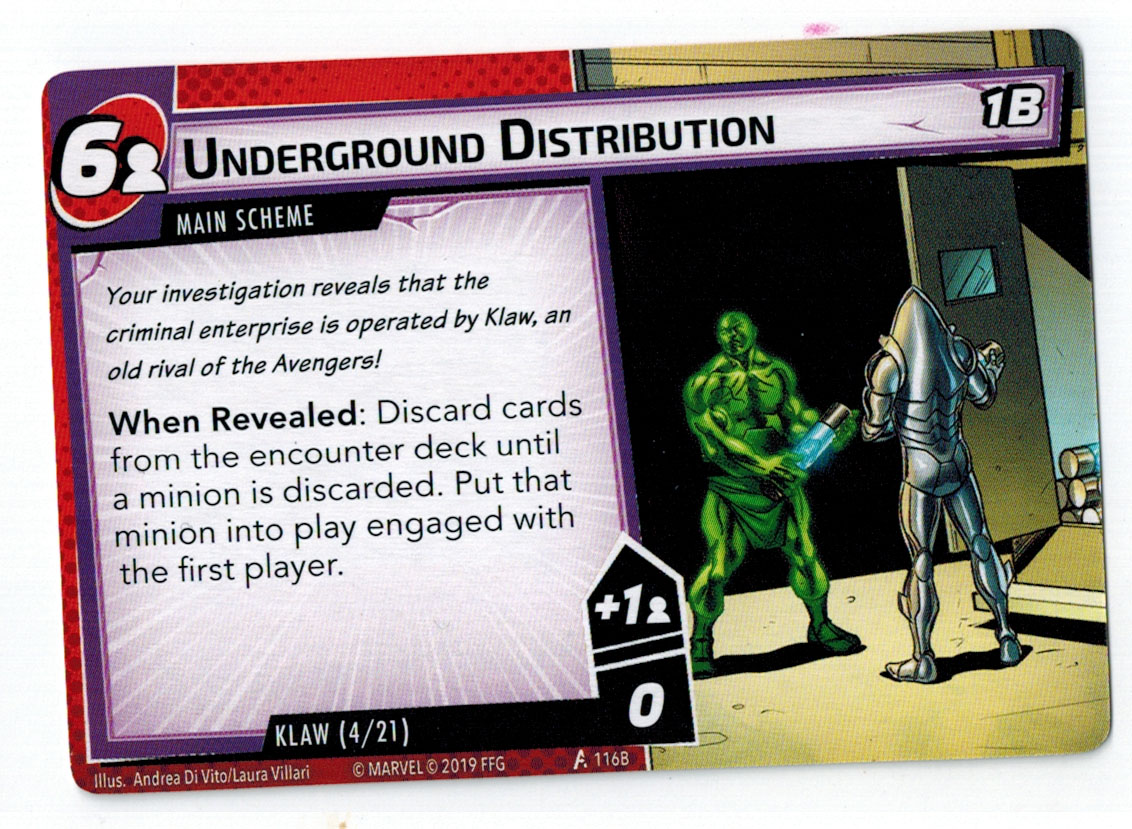 6
UNDERGROUND DISTRIBUTION
1B
MAIN SCHEME
Your investigation reveals that the
criminal enterprise is operated by Klaw, an
old rival of the Avengers!
When Revealed: Discard cards
from the encounter deck until
a minion is discarded. Put that
minion into play engaged with
the first player.
+1
0
KLAW (4/21)
Illus. Andrea Di Vito/Laura Villari © MARVEL © 2019 FFG 116B